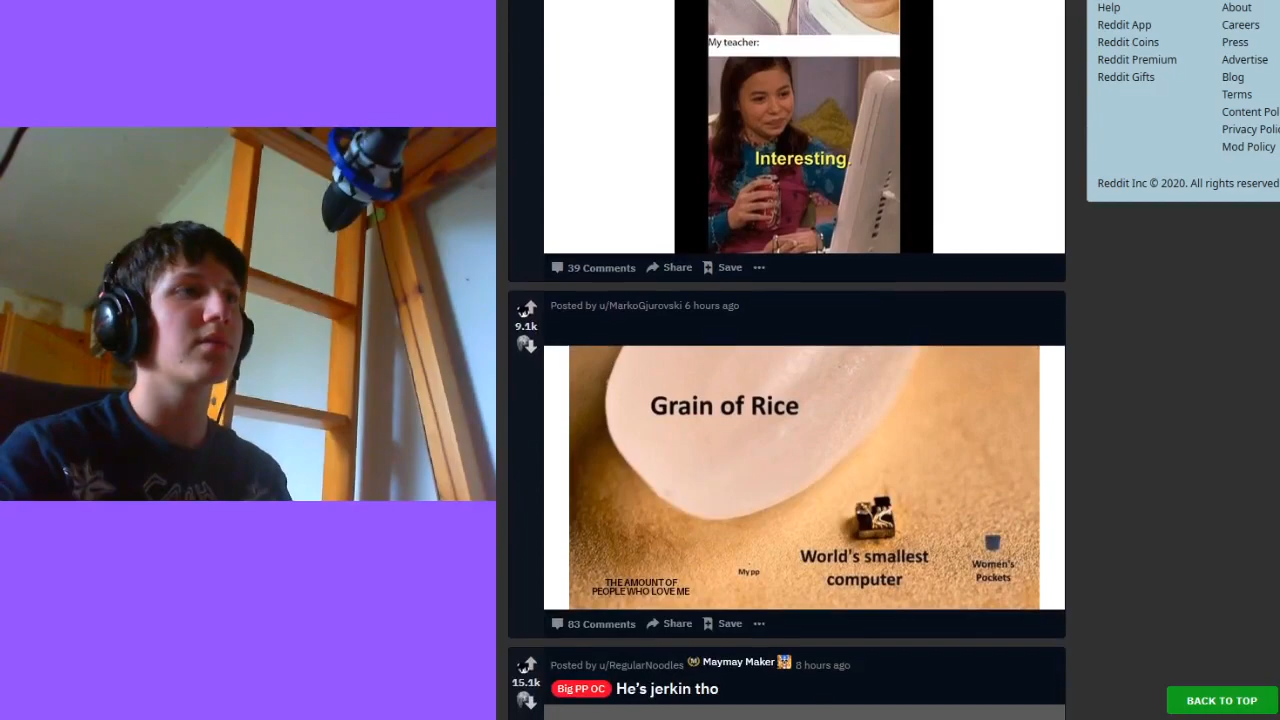 Help
About
Reddit App
Careers
Reddit Coins
Press
Reddit Premium
Advertise
Reddit Gifts
Blog
Terms
Content Pol
Privacy Polic
Mod Policy
Reddit Inc © 2020. All rights reserved
My teacher:
Interesting.
39 Comments Share Save
Posted by u/MarkoGjurovski 6 hours ago
9.1k
Grain of Rice
World's smallest
computer
Women's
Pockets
My pp
THE AMOUNT OF
PEOPLE WHO LOVE ME
83 Comments Share Save
Posted by u/RegularNoodles Maymay Maker 8 hours ago
15.1k
Big PP OC He's jerkin tho
BACK TO TOP